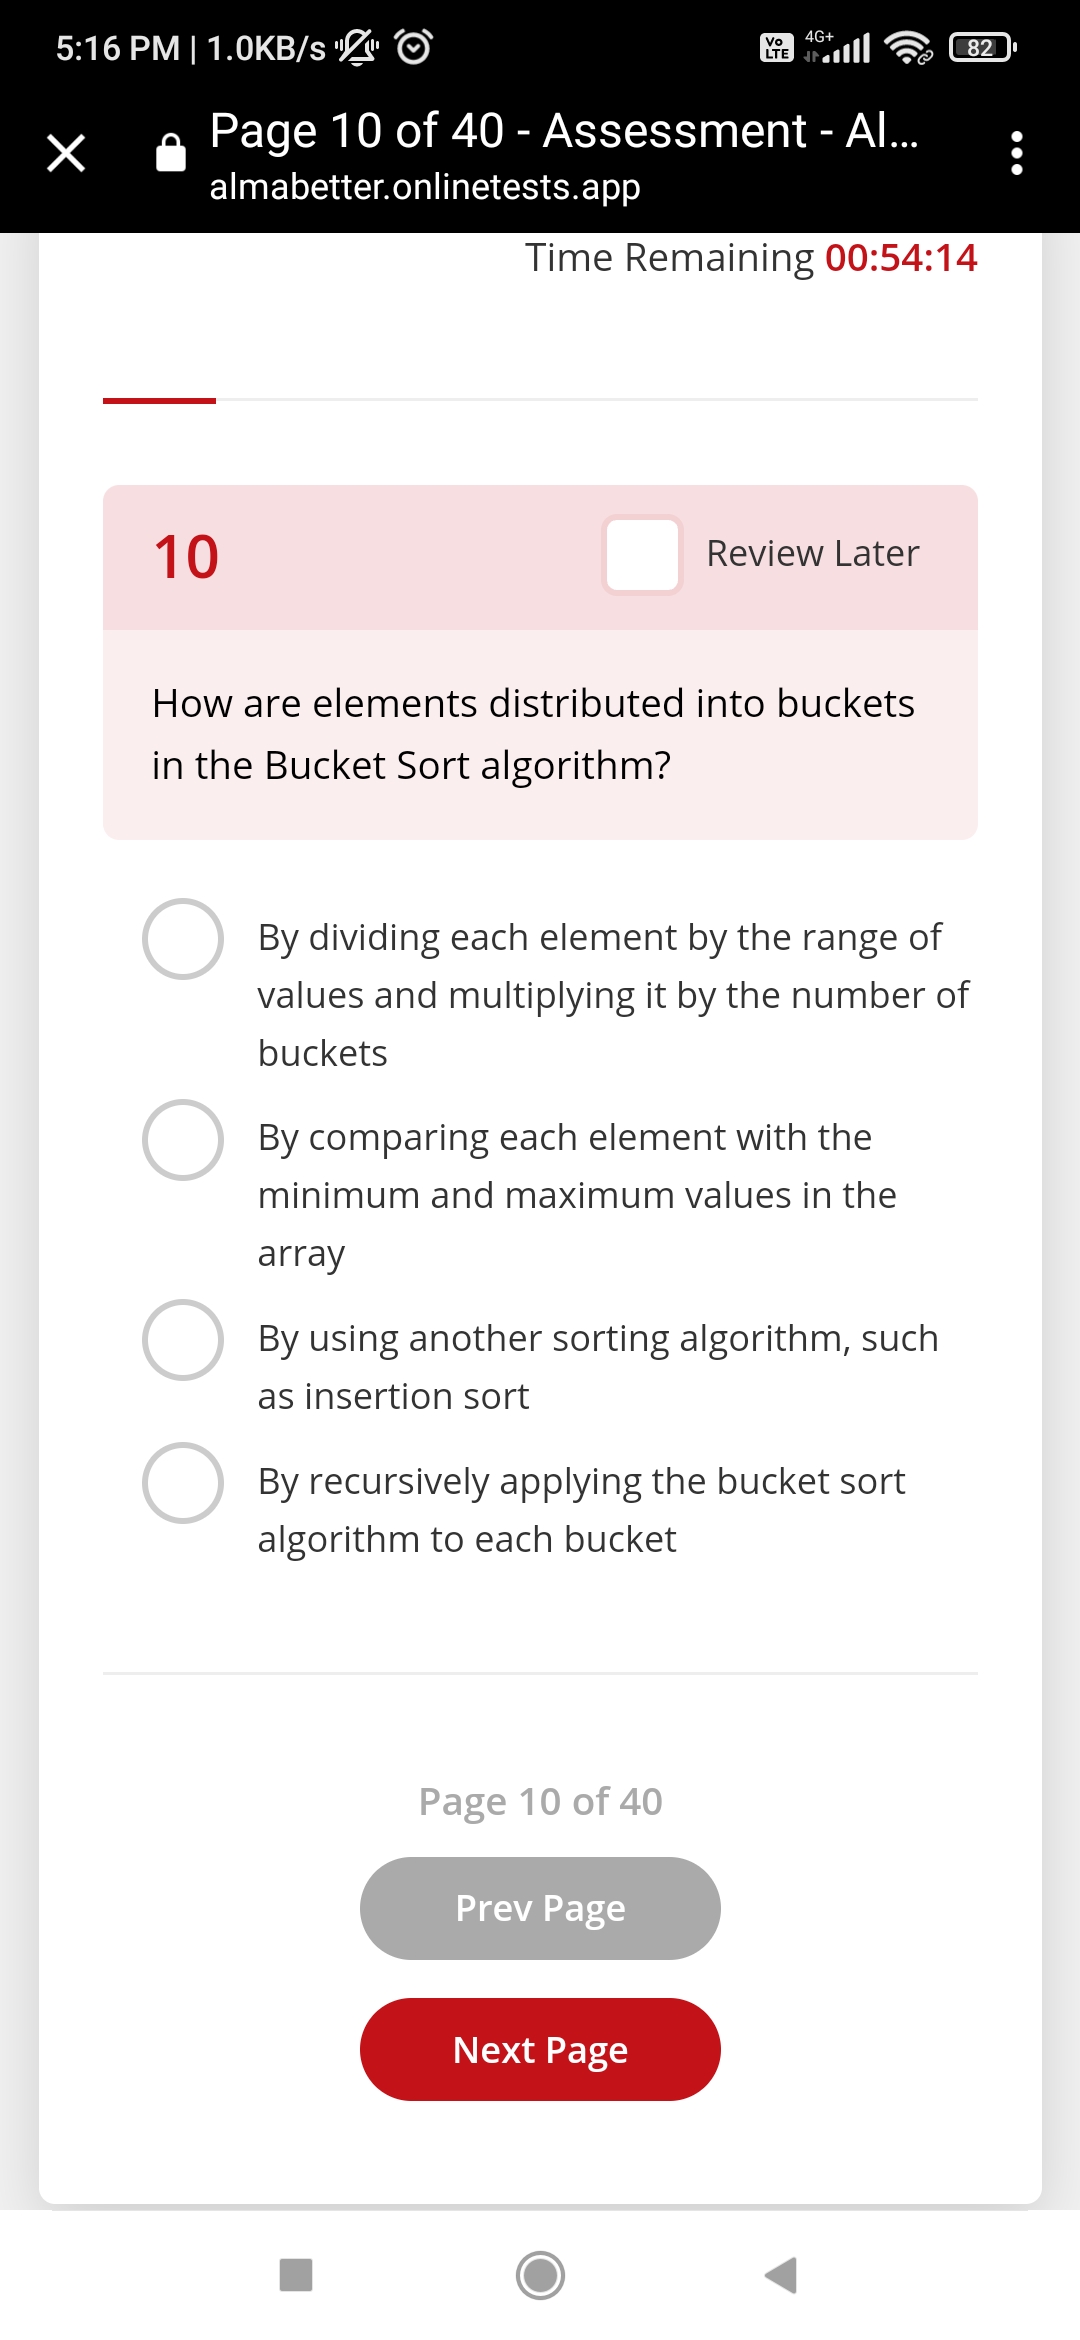 5:16 PM | 1.0KB/s
Vo LTE 4G+ 82
Page 10 of 40 - Assessment - Al...
almabetter.onlinetests.app
Time Remaining 00:54:14
10
Review Later
How are elements distributed into buckets
in the Bucket Sort algorithm?
By dividing each element by the range of
values and multiplying it by the number of
buckets
By comparing each element with the
minimum and maximum values in the
array
By using another sorting algorithm, such
as insertion sort
By recursively applying the bucket sort
algorithm to each bucket
Page 10 of 40
Prev Page
Next Page